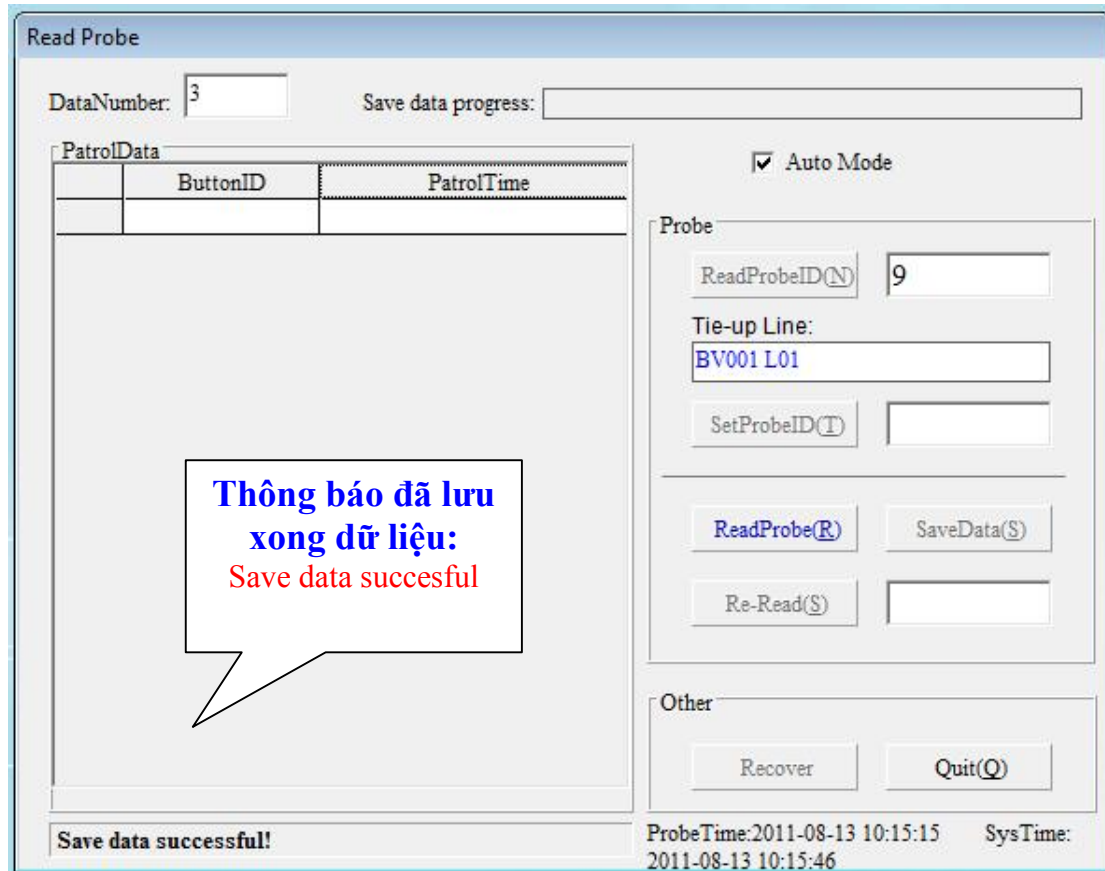 Read Probe
DataNumber: 3 Save data progress:
PatrolData
ButtonID PatrolTime
Auto Mode
Probe
ReadProbeID(N) 9
Tie-up Line:
BV001 L01
SetProbeID(T)
Thông báo đã lưu
xong dữ liệu:
Save data succesful
ReadProbe(R) SaveData(S)
Re-Read(S)
Other
Recover Quit(Q)
Save data successful!
ProbeTime:2011-08-13 10:15:15 SysTime:
2011-08-13 10:15:46